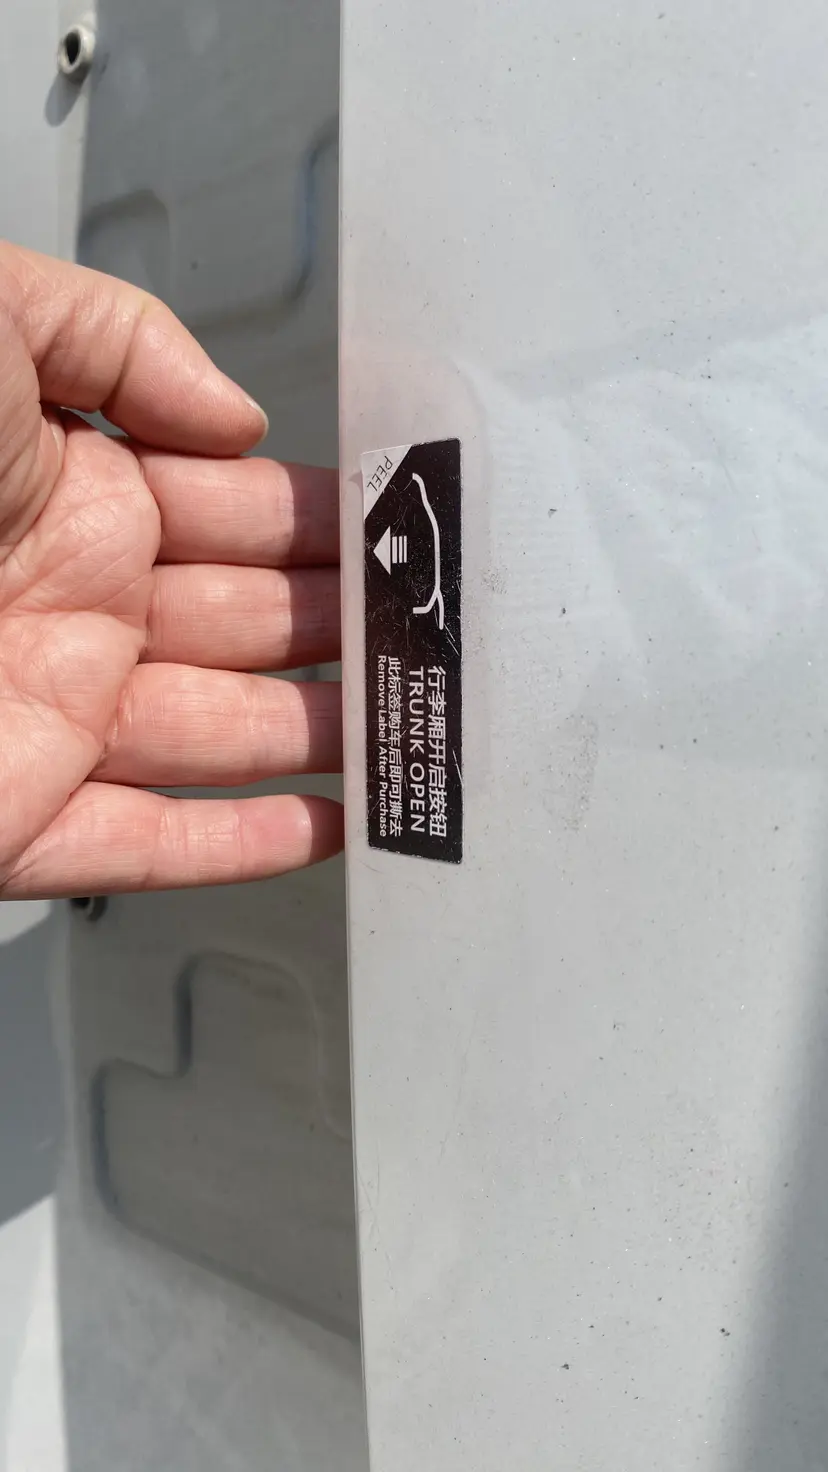 PEEL
行李厢开启按钮
TRUNK OPEN
此标签购车后即可撕去
Remove Label After Purchase